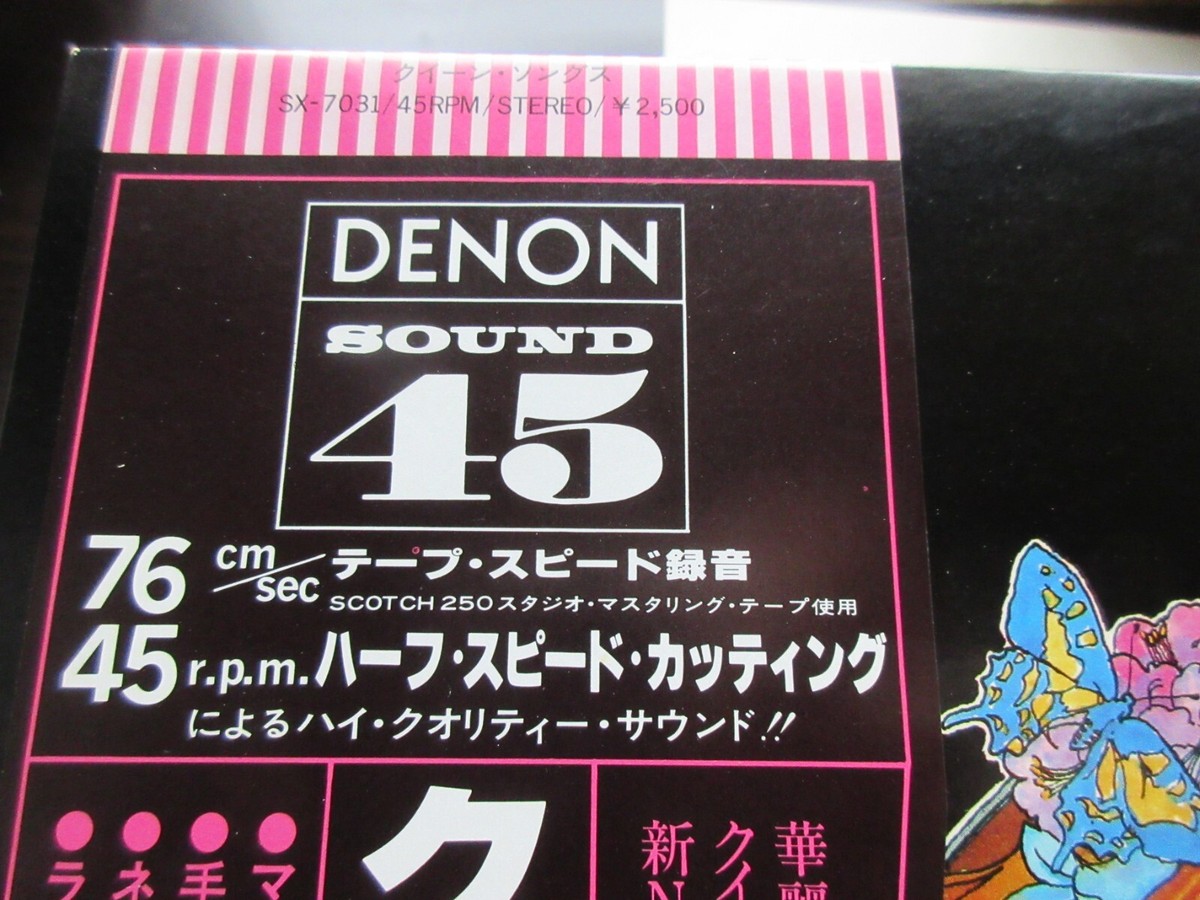 クイーン・ソングス
SX-7031/45RPM/STEREO/¥2,500
DENON
SOUND
45
76 cm/sec テープ・スピード録音
SCOTCH 250 スタジオ・マスタリング・テープ使用
45 r.p.m. ハーフ・スピード・カッティング
によるハイ・クオリティー・サウンド!!
華麗
クイ
新N
ク
●マ
●手
●ネ
●ラ